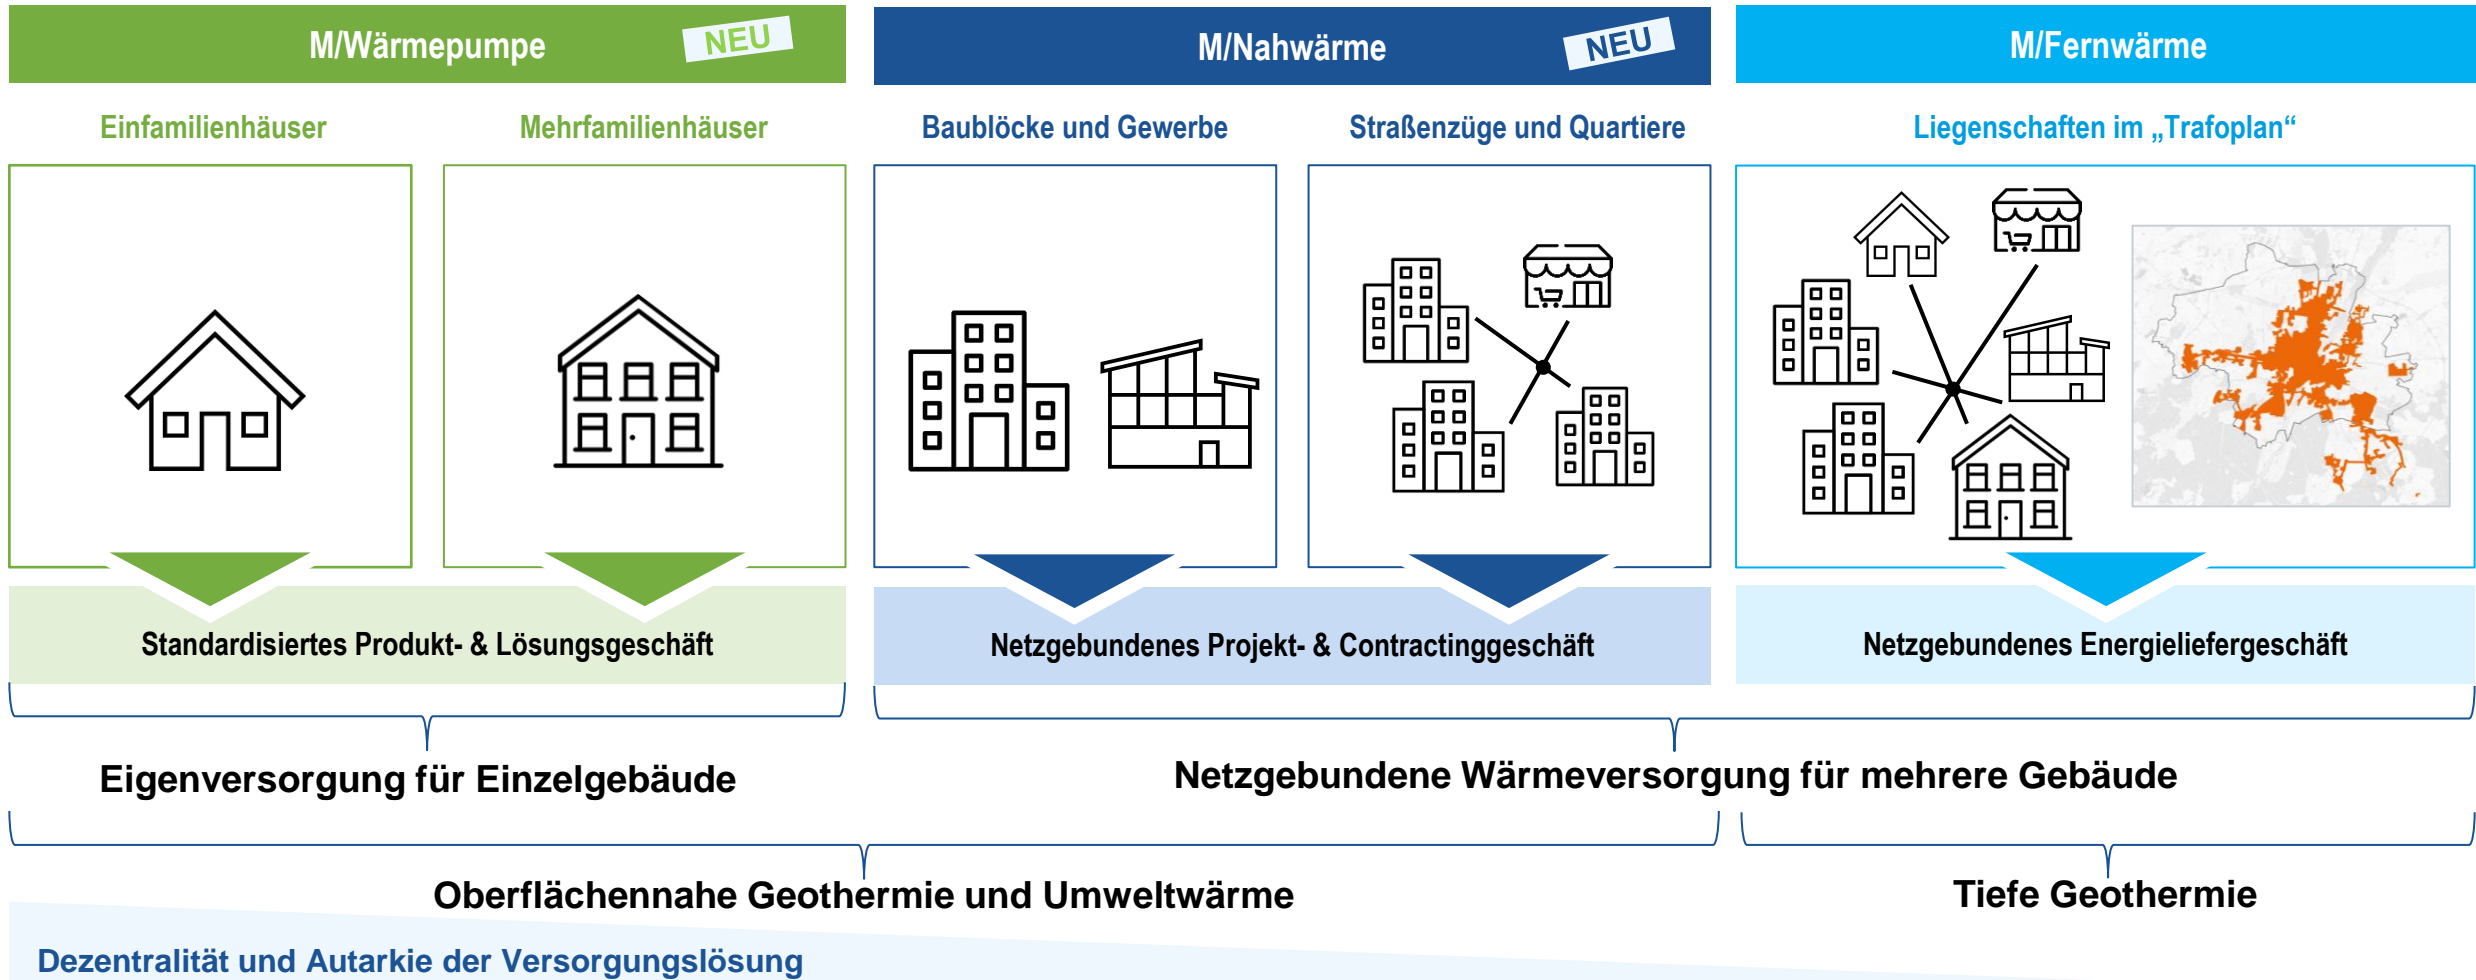 M/Wärmepumpe
NEU
M/Nahwärme
NEU
M/Fernwärme
Einfamilienhäuser
Mehrfamilienhäuser
Baublöcke und Gewerbe
Straßenzüge und Quartiere
Liegenschaften im „Trafoplan“
Standardisiertes Produkt- & Lösungsgeschäft
Netzgebundenes Projekt- & Contractinggeschäft
Netzgebundenes Energieliefergeschäft
Eigenversorgung für Einzelgebäude
Netzgebundene Wärmeversorgung für mehrere Gebäude
Oberflächennahe Geothermie und Umweltwärme
Tiefe Geothermie
Dezentralität und Autarkie der Versorgungslösung